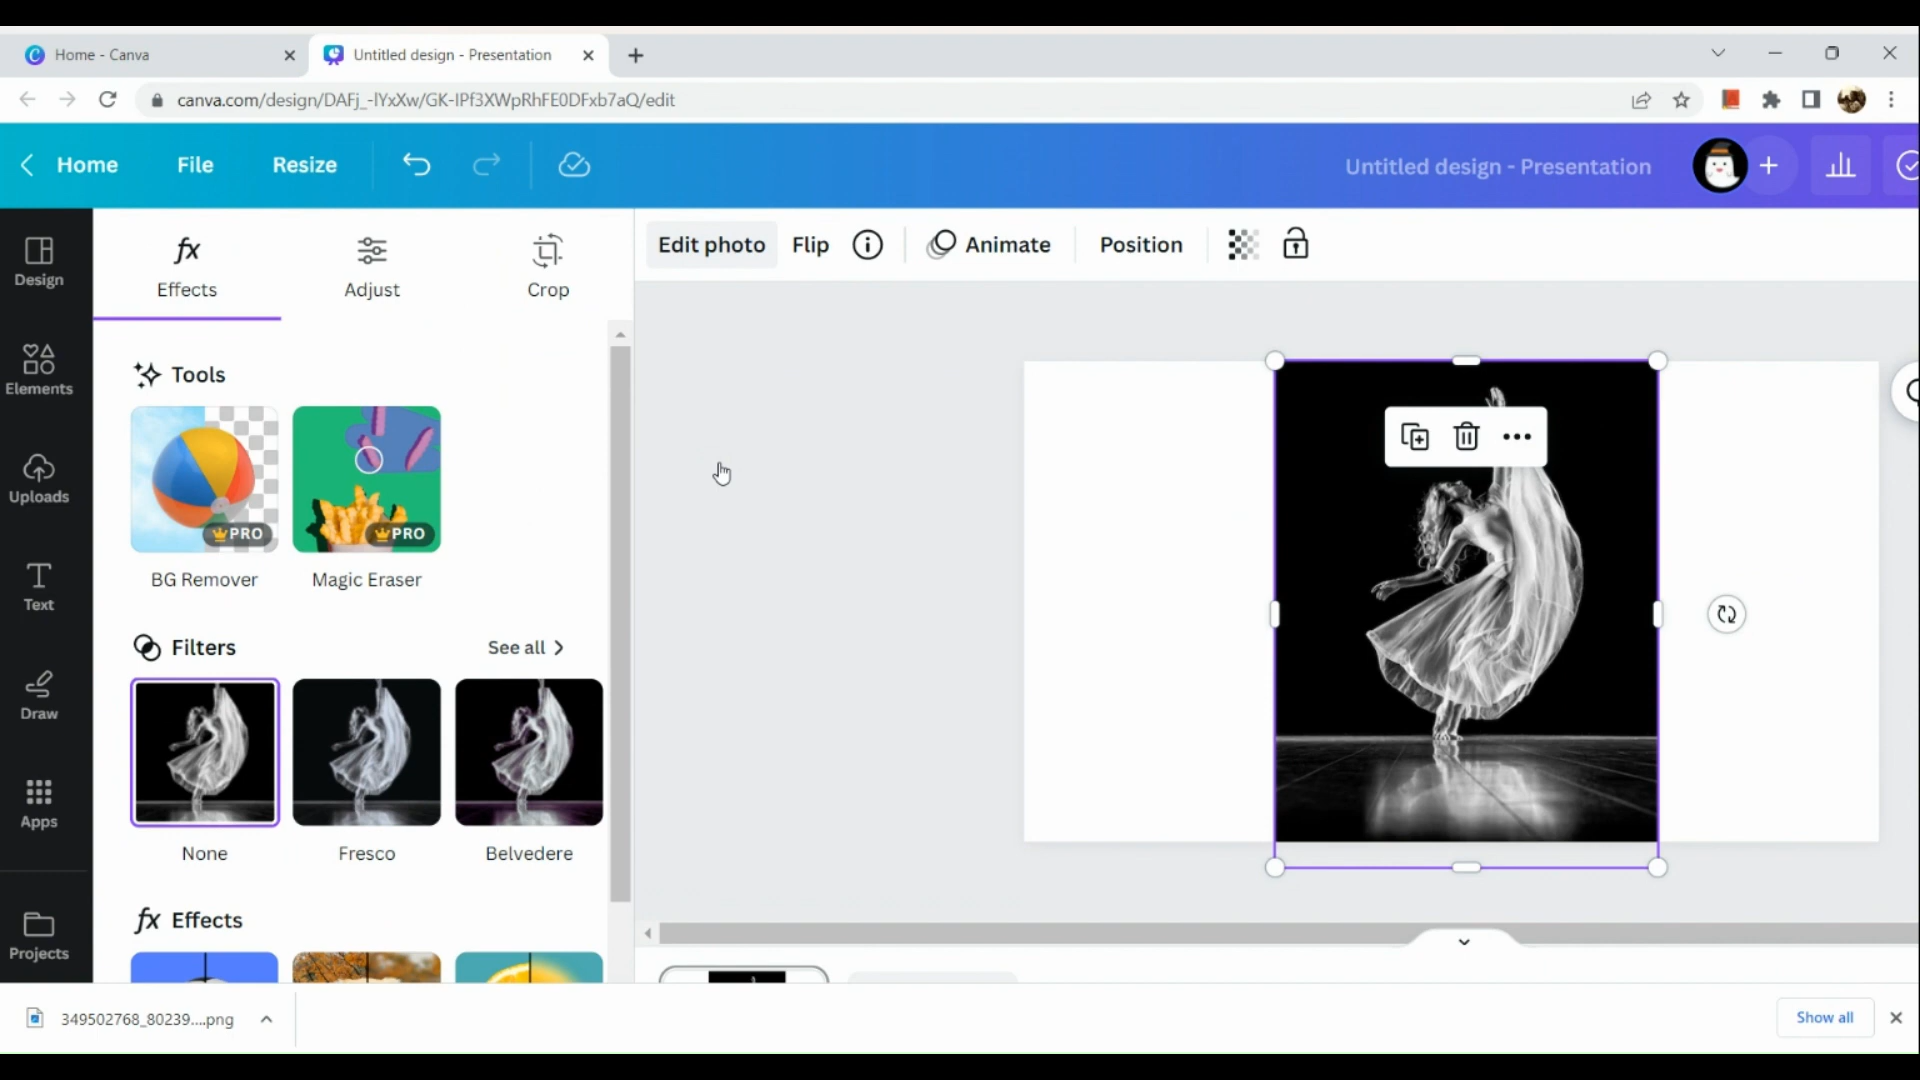 Home - Canva
Untitled design - Presentation
canva.com/design/DAFj_-lYxXw/GK-IPf3XWpRhFE0DFxb7aQ/edit
Home
File
Resize
Untitled design - Presentation
Design
Elements
Uploads
Text
Draw
Apps
Projects
fx
Effects
Adjust
Crop
Edit photo
Flip
Animate
Position
Tools
PRO
PRO
BG Remover
Magic Eraser
Filters
See all
None
Fresco
Belvedere
fx Effects
349502768_80239....png
Show all